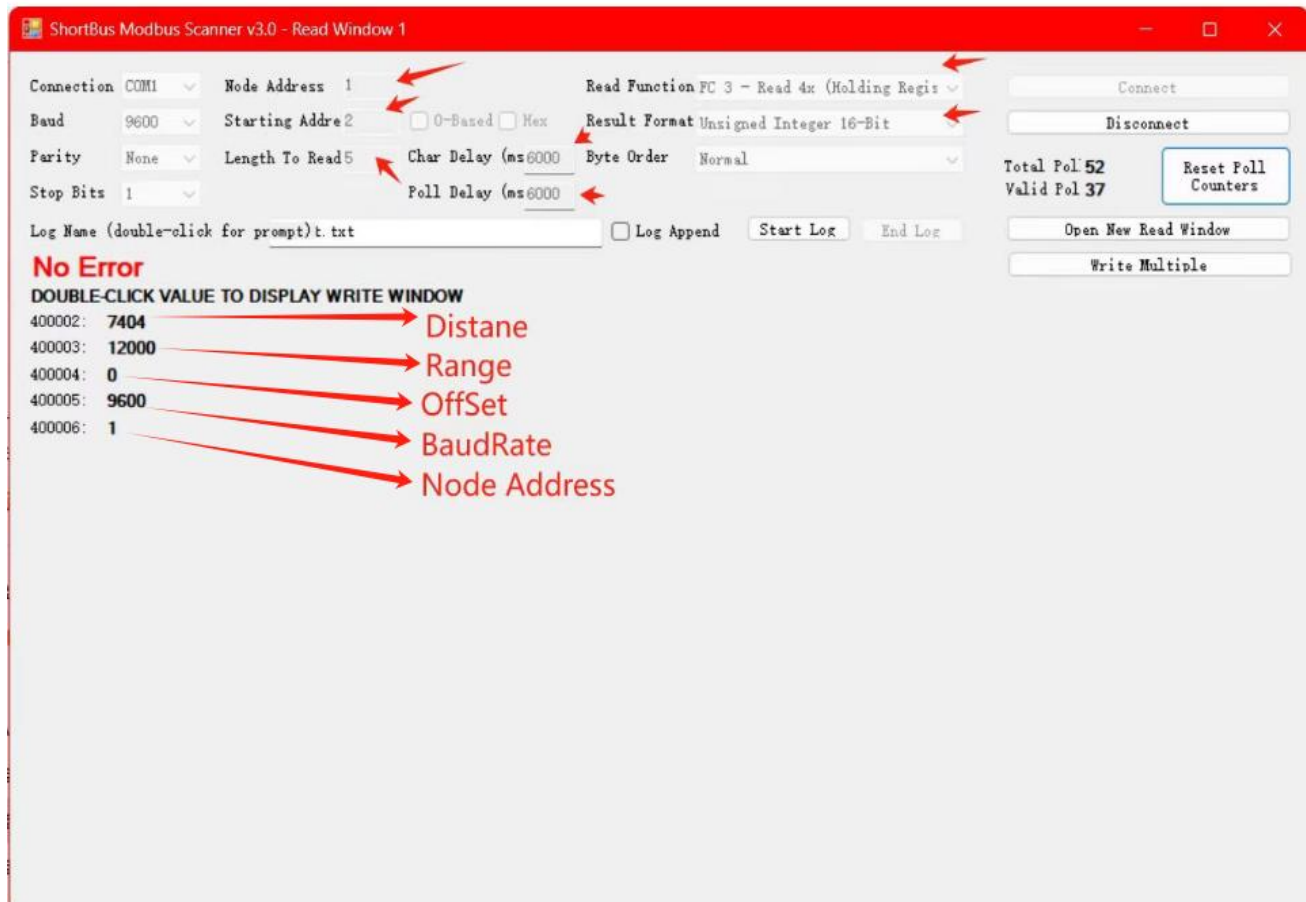 ShortBus Modbus Scanner v3.0 - Read Window 1
Connection COM1 Node Address 1 Read Function FC 3 - Read 4x (Holding Regis Connect
Baud 9600 Starting Addre 2 0-Based Hex Result Format Unsigned Integer 16-Bit Disconnect
Parity None Length To Read 5 Char Delay (ms 6000 Byte Order Normal Total Pol 52 Reset Poll Counters
Stop Bits 1 Poll Delay (ms 6000 Valid Pol 37
Log Name (double-click for prompt) t.txt Log Append Start Log End Log Open New Read Window
Write Multiple
No Error
DOUBLE-CLICK VALUE TO DISPLAY WRITE WINDOW
400002: 7404 Distane
400003: 12000 Range
400004: 0 OffSet
400005: 9600 BaudRate
400006: 1 Node Address